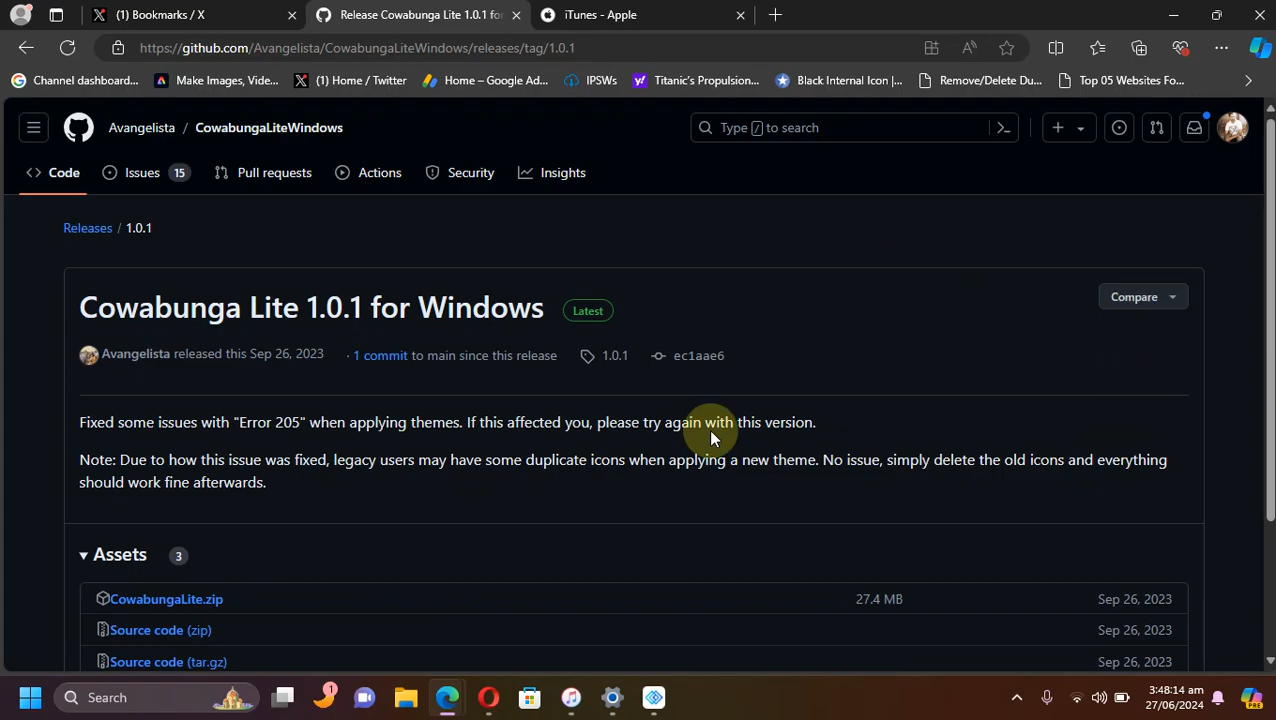 (1) Bookmarks / X
Release Cowabunga Lite 1.0.1 fo
iTunes - Apple
https://github.com/Avangelista/CowabungaLiteWindows/releases/tag/1.0.1
Channel dashboard...
Make Images, Vide...
(1) Home / Twitter
Home – Google Ad...
IPSWs
Titanic's Propulsion...
Black Internal Icon |...
Remove/Delete Du...
Top 05 Websites Fo...
Avangelista / CowabungaLiteWindows
Type / to search
Code
Issues 15
Pull requests
Actions
Security
Insights
Releases / 1.0.1
Cowabunga Lite 1.0.1 for Windows
Latest
Compare
Avangelista released this Sep 26, 2023
· 1 commit to main since this release
1.0.1
ec1aae6
Fixed some issues with "Error 205" when applying themes. If this affected you, please try again with this version.
Note: Due to how this issue was fixed, legacy users may have some duplicate icons when applying a new theme. No issue, simply delete the old icons and everything
should work fine afterwards.
Assets 3
CowabungaLite.zip
27.4 MB
Sep 26, 2023
Source code (zip)
Sep 26, 2023
Source code (tar.gz)
Sep 26, 2023
Search
1
3:48:14 am
27/06/2024
PRE